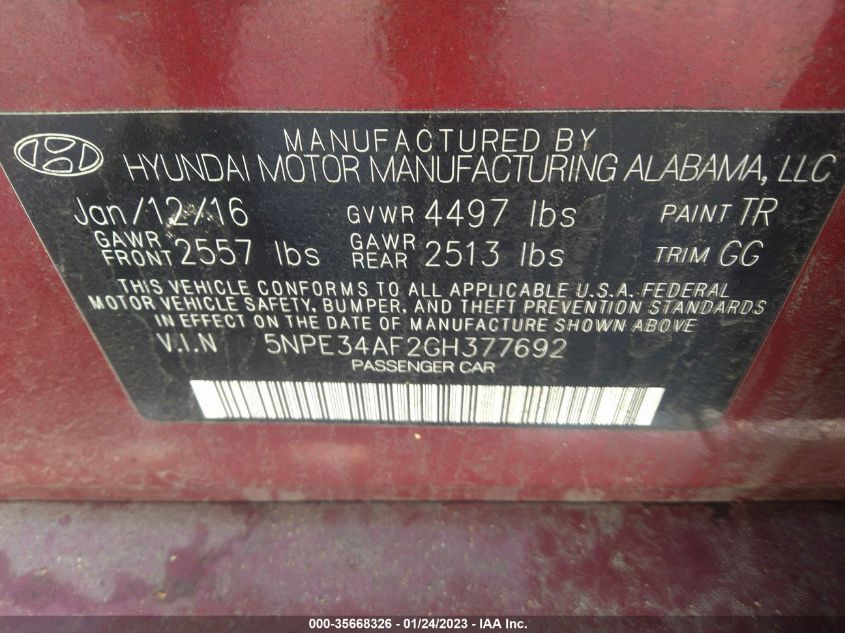 MANUFACTURED BY
HYUNDAI MOTOR MANUFACTURING ALABAMA, LLC
Jan/12/16 GVWR 4497 lbs PAINT TR
GAWR FRONT 2557 lbs GAWR REAR 2513 lbs TRIM GG
THIS VEHICLE CONFORMS TO ALL APPLICABLE U.S.A. FEDERAL
MOTOR VEHICLE SAFETY, BUMPER, AND THEFT PREVENTION STANDARDS
IN EFFECT ON THE DATE OF MANUFACTURE SHOWN ABOVE
V.I.N 5NPE34AF2GH377692
PASSENGER CAR
000-35668326 - 01/24/2023 - IAA Inc.